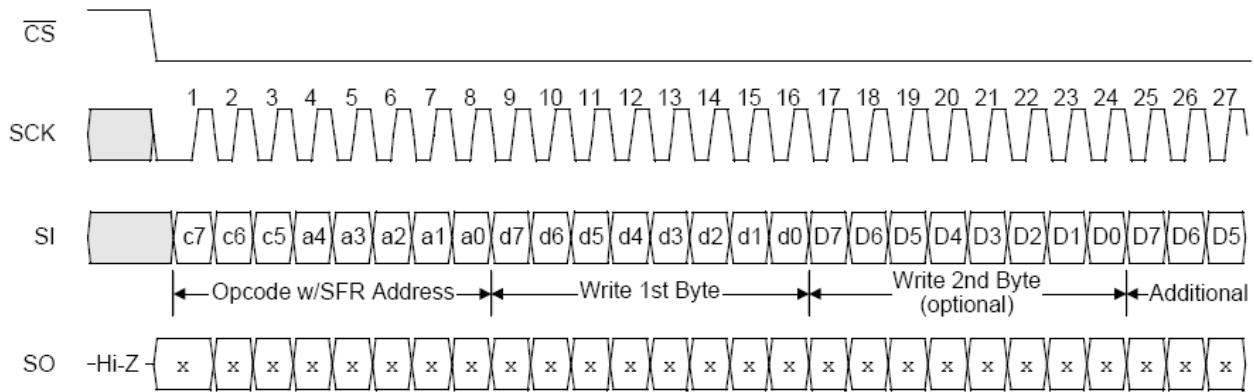 CS
1 2 3 4 5 6 7 8 9 10 11 12 13 14 15 16 17 18 19 20 21 22 23 24 25 26 27
SCK
SI c7 c6 c5 a4 a3 a2 a1 a0 d7 d6 d5 d4 d3 d2 d1 d0 D7 D6 D5 D4 D3 D2 D1 D0 D7 D6 D5
Opcode w/SFR Address Write 1st Byte Write 2nd Byte Additional
(optional)
SO Hi-Z x x x x x x x x x x x x x x x x x x x x x x x x x x x